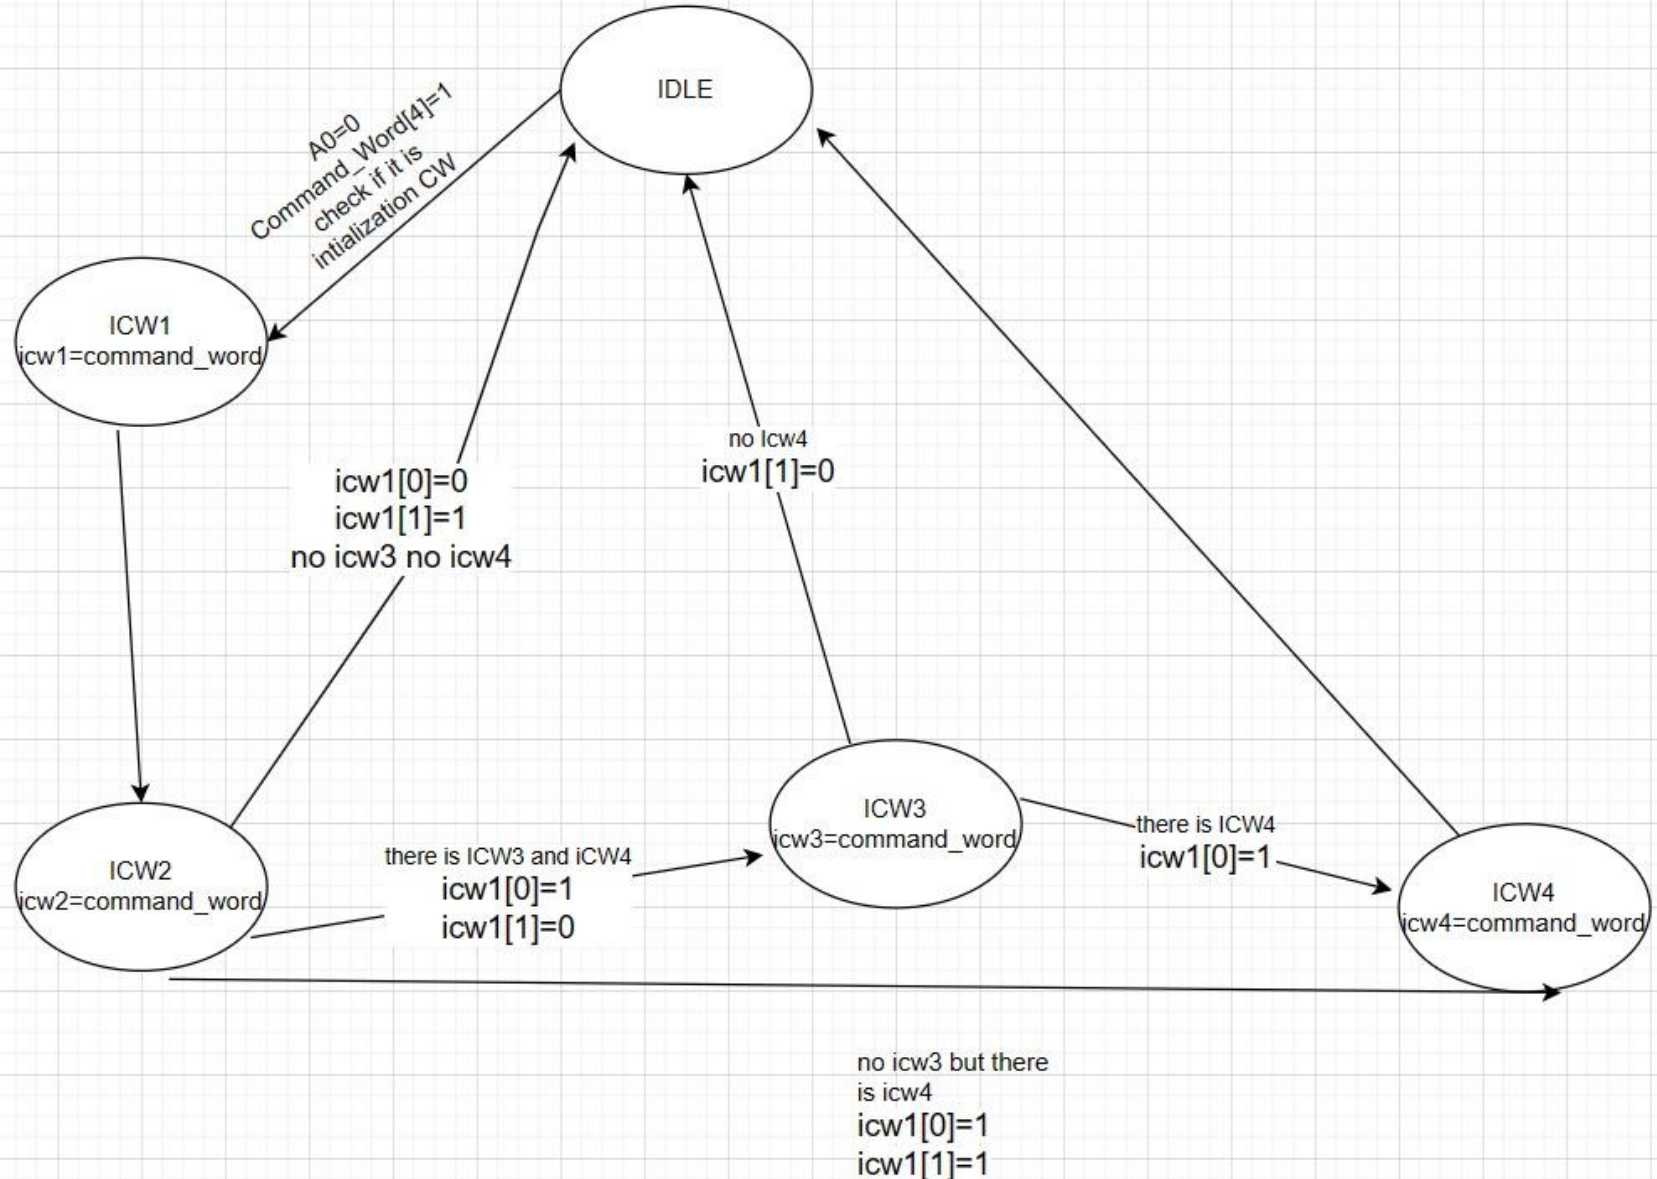 IDLE
A0=0
Command_Word[4]=1
check if it is
intialization CW
ICW1
icw1=command_word
no Icw4
icw1[1]=0
icw1[0]=0
icw1[1]=1
no icw3 no icw4
ICW3
icw3=command_word
there is ICW4
icw1[0]=1
there is ICW3 and iCW4
icw1[0]=1
icw1[1]=0
ICW2
icw2=command_word
ICW4
icw4=command_word
no icw3 but there
is icw4
icw1[0]=1
icw1[1]=1